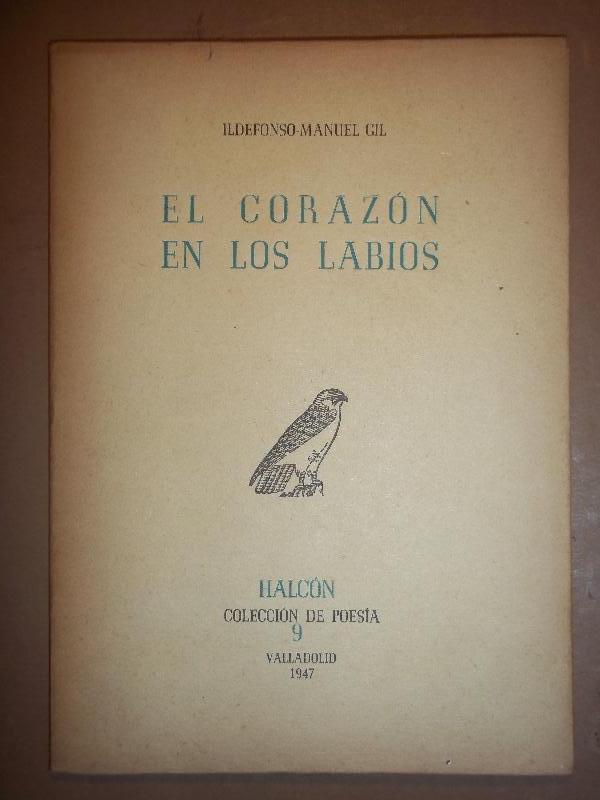 ILDEFONSO-MANUEL GIL
EL CORAZÓN
EN LOS LABIOS
HALCÓN
COLECCIÓN DE POESÍA
9
VALLADOLID
1947